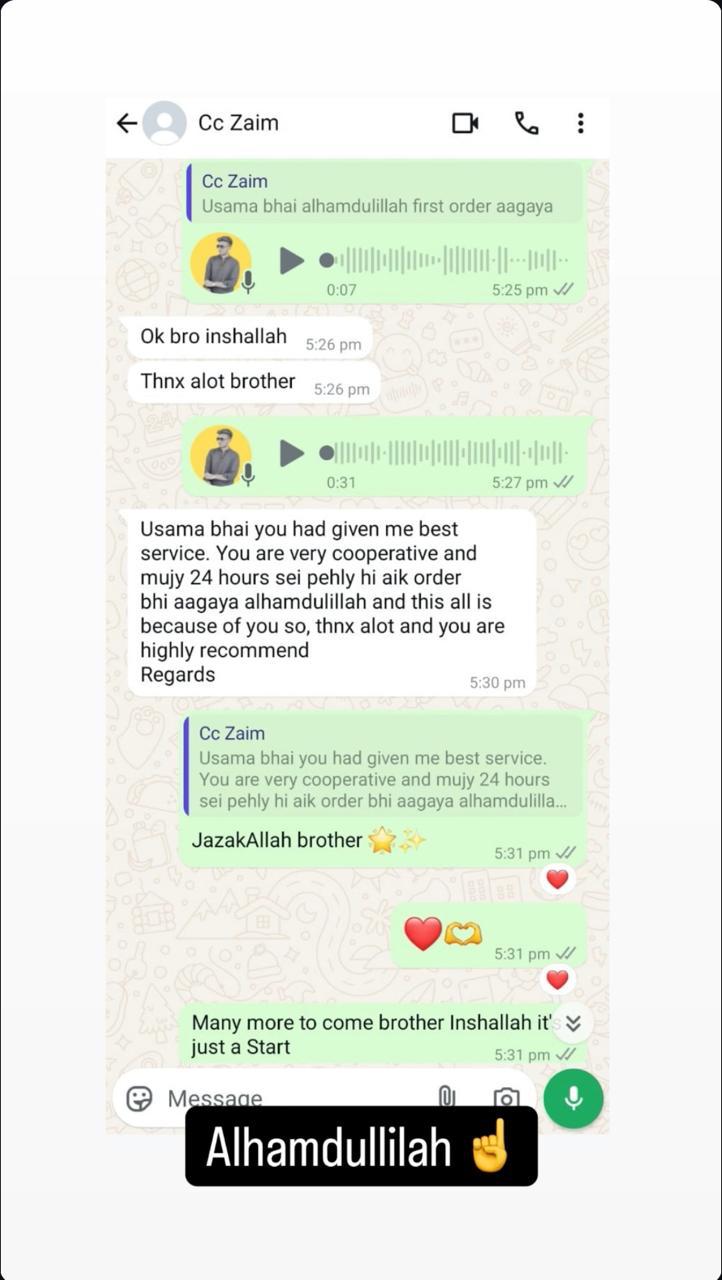 Cc Zaim
Cc Zaim
Usama bhai alhamdulillah first order aagaya
0:07
5:25 pm
Ok bro inshallah
5:26 pm
Thnx alot brother
5:26 pm
0:31
5:27 pm
Usama bhai you had given me best
service. You are very cooperative and
mujy 24 hours sei pehly hi aik order
bhi aagaya alhamdulillah and this all is
because of you so, thnx alot and you are
highly recommend
Regards
5:30 pm
Cc Zaim
Usama bhai you had given me best service.
You are very cooperative and mujy 24 hours
sei pehly hi aik order bhi aagaya alhamdulilla...
JazakAllah brother 🌟✨
5:31 pm
❤️
❤️🫶
5:31 pm
❤️
Many more to come brother Inshallah it's
just a Start
5:31 pm
Message
Alhamdullilah ☝️